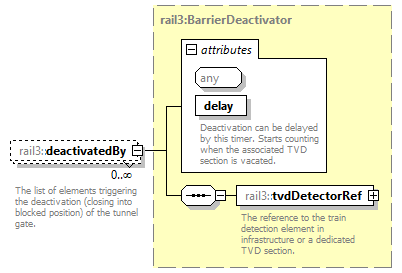 rail3:BarrierDeactivator
attributes
any
delay
Deactivation can be delayed
by this timer. Starts counting
when the associated TVD
section is vacated.
rail3::deactivatedBy
0..∞
The list of elements triggering
the deactivation (closing into
blocked position) of the tunnel
gate.
rail3::tvdDetectorRef
The reference to the train
detection element in
infrastructure or a dedicated
TVD section.